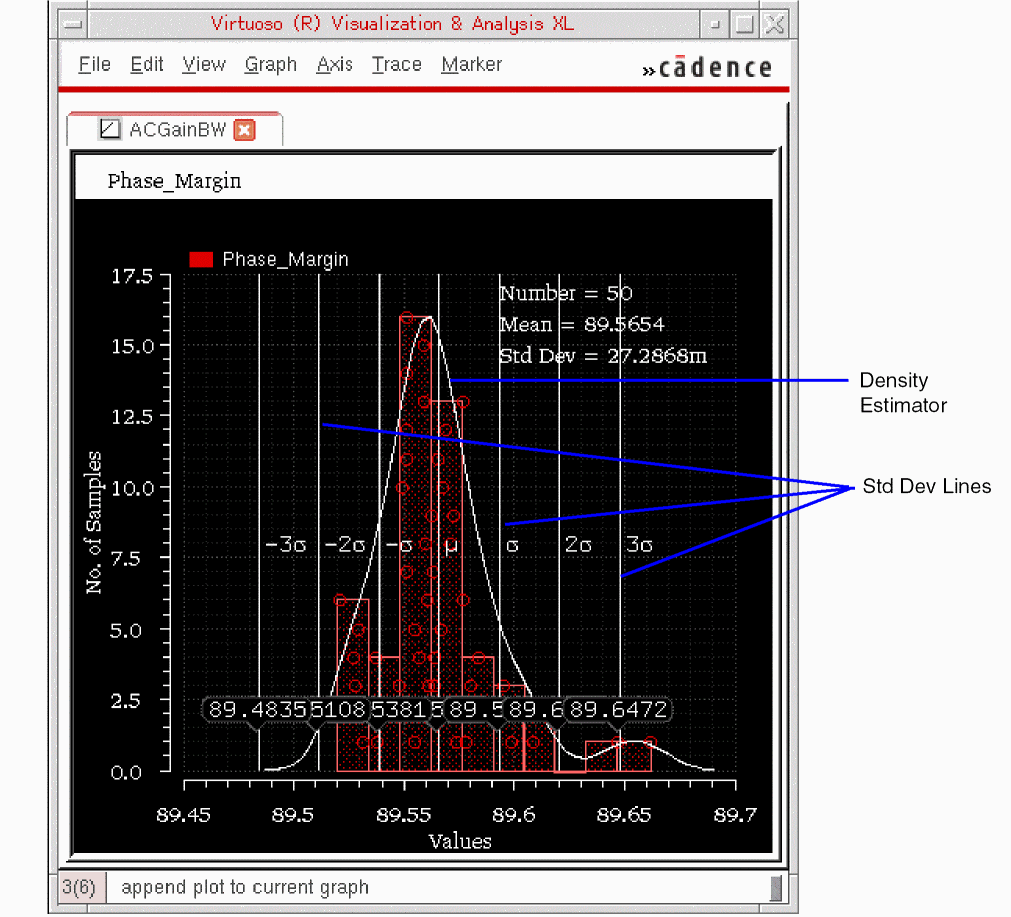 Virtuoso (R) Visualization & Analysis XL
File Edit View Graph Axis Trace Marker
cādence
ACGainBW
Phase_Margin
Phase_Margin
Number = 50
Mean = 89.5654
Std Dev = 27.2868m
17.5
15.0
12.5
10.0
7.5
5.0
2.5
0.0
No. of Samples
-3σ -2σ -σ μ σ 2σ 3σ
89.4835 5108 5381 89.5 89.6 89.6472
89.45 89.5 89.55 89.6 89.65 89.7
Values
Density
Estimator
Std Dev Lines
3(6) append plot to current graph